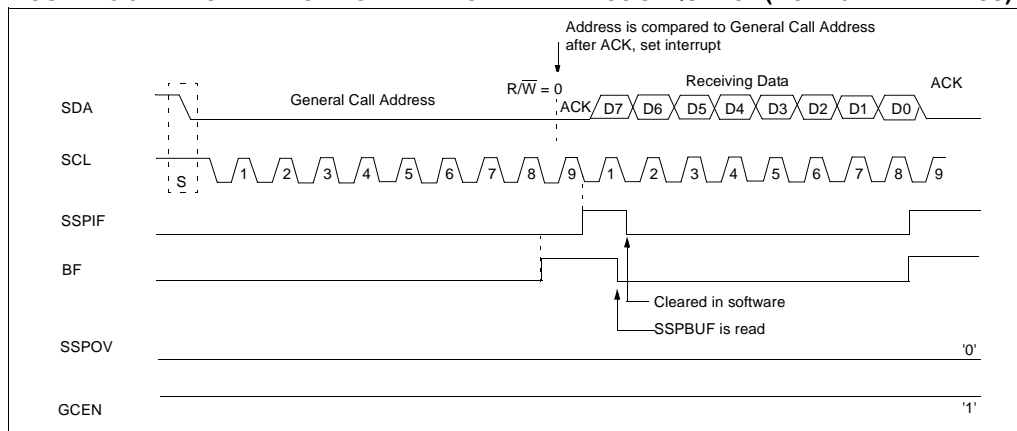 Address is compared to General Call Address
after ACK, set interrupt
R/W̅ = 0
Receiving Data
ACK
SDA
General Call Address
ACK
D7 D6 D5 D4 D3 D2 D1 D0
SCL
S
1 2 3 4 5 6 7 8 9 1 2 3 4 5 6 7 8 9
SSPIF
BF
Cleared in software
SSPBUF is read
SSPOV
'0'
GCEN
'1'